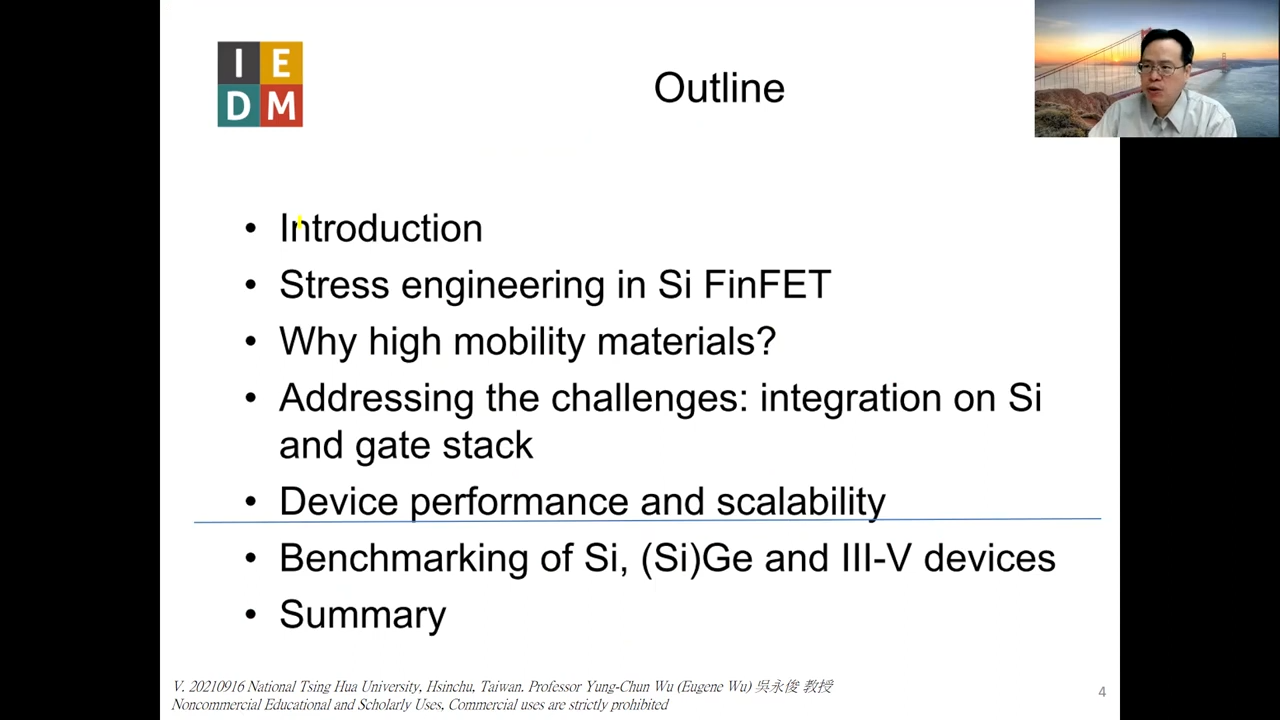 I E
D M
Outline
• Introduction
• Stress engineering in Si FinFET
• Why high mobility materials?
• Addressing the challenges: integration on Si
and gate stack
• Device performance and scalability
• Benchmarking of Si, (Si)Ge and III-V devices
• Summary
V. 20210916 National Tsing Hua University, Hsinchu, Taiwan. Professor Yung-Chun Wu (Eugene Wu) 吳永俊 教授
Noncommercial Educational and Scholarly Uses, Commercial uses are strictly prohibited
4